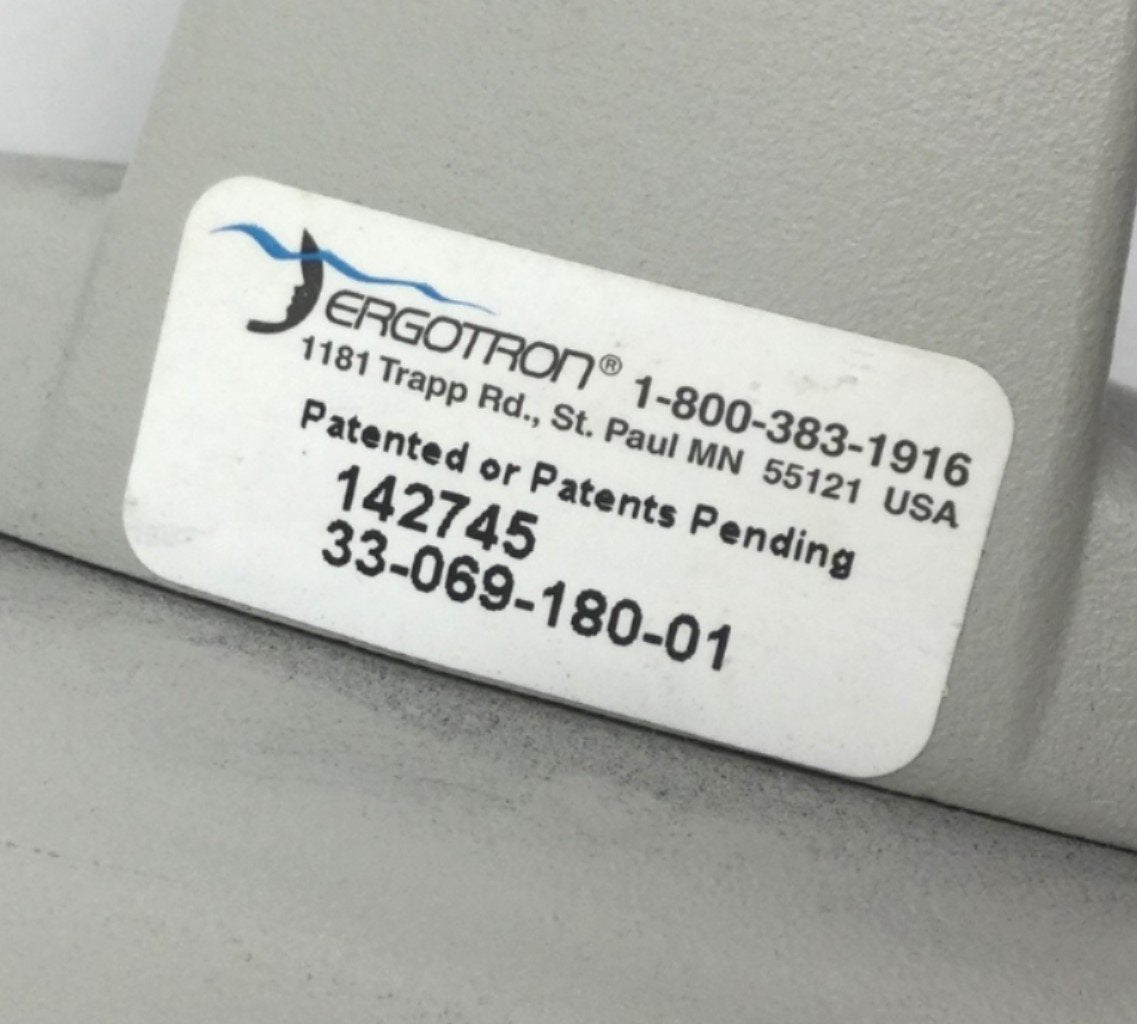 ERGOTRON® 1-800-383-1916
1181 Trapp Rd., St. Paul MN 55121 USA
Patented or Patents Pending
142745
33-069-180-01